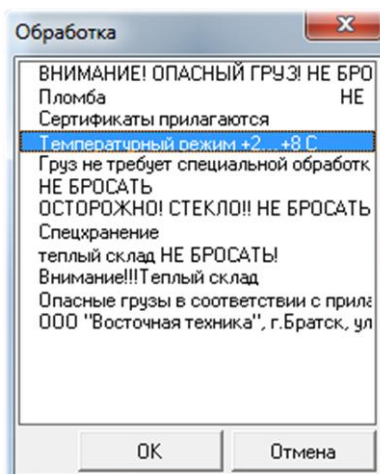 Обработка
ВНИМАНИЕ! ОПАСНЫЙ ГРУЗ! НЕ БРО
Пломба НЕ
Сертификаты прилагаются
Температурный режим +2... +8 С
Груз не требует специальной обработк
НЕ БРОСАТЬ
ОСТОРОЖНО! СТЕКЛО!! НЕ БРОСАТЬ
Спецхранение
теплый склад НЕ БРОСАТЬ!
Внимание!!!Теплый склад
Опасные грузы в соответствии с прила
ООО "Восточная техника", г.Братск, ул
OK Отмена